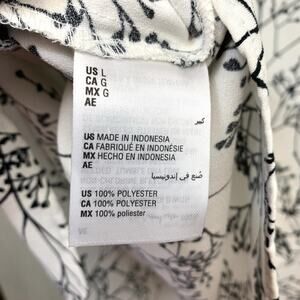 US L
CA G
MX G
AE
كبير
US MADE IN INDONESIA
CA FABRIQUÉ EN INDONÉSIE
MX HECHO EN INDONESIA
AE
صُنع في إندونيسيا
US 100% POLYESTER
CA 100% POLYESTER
MX 100% poliester